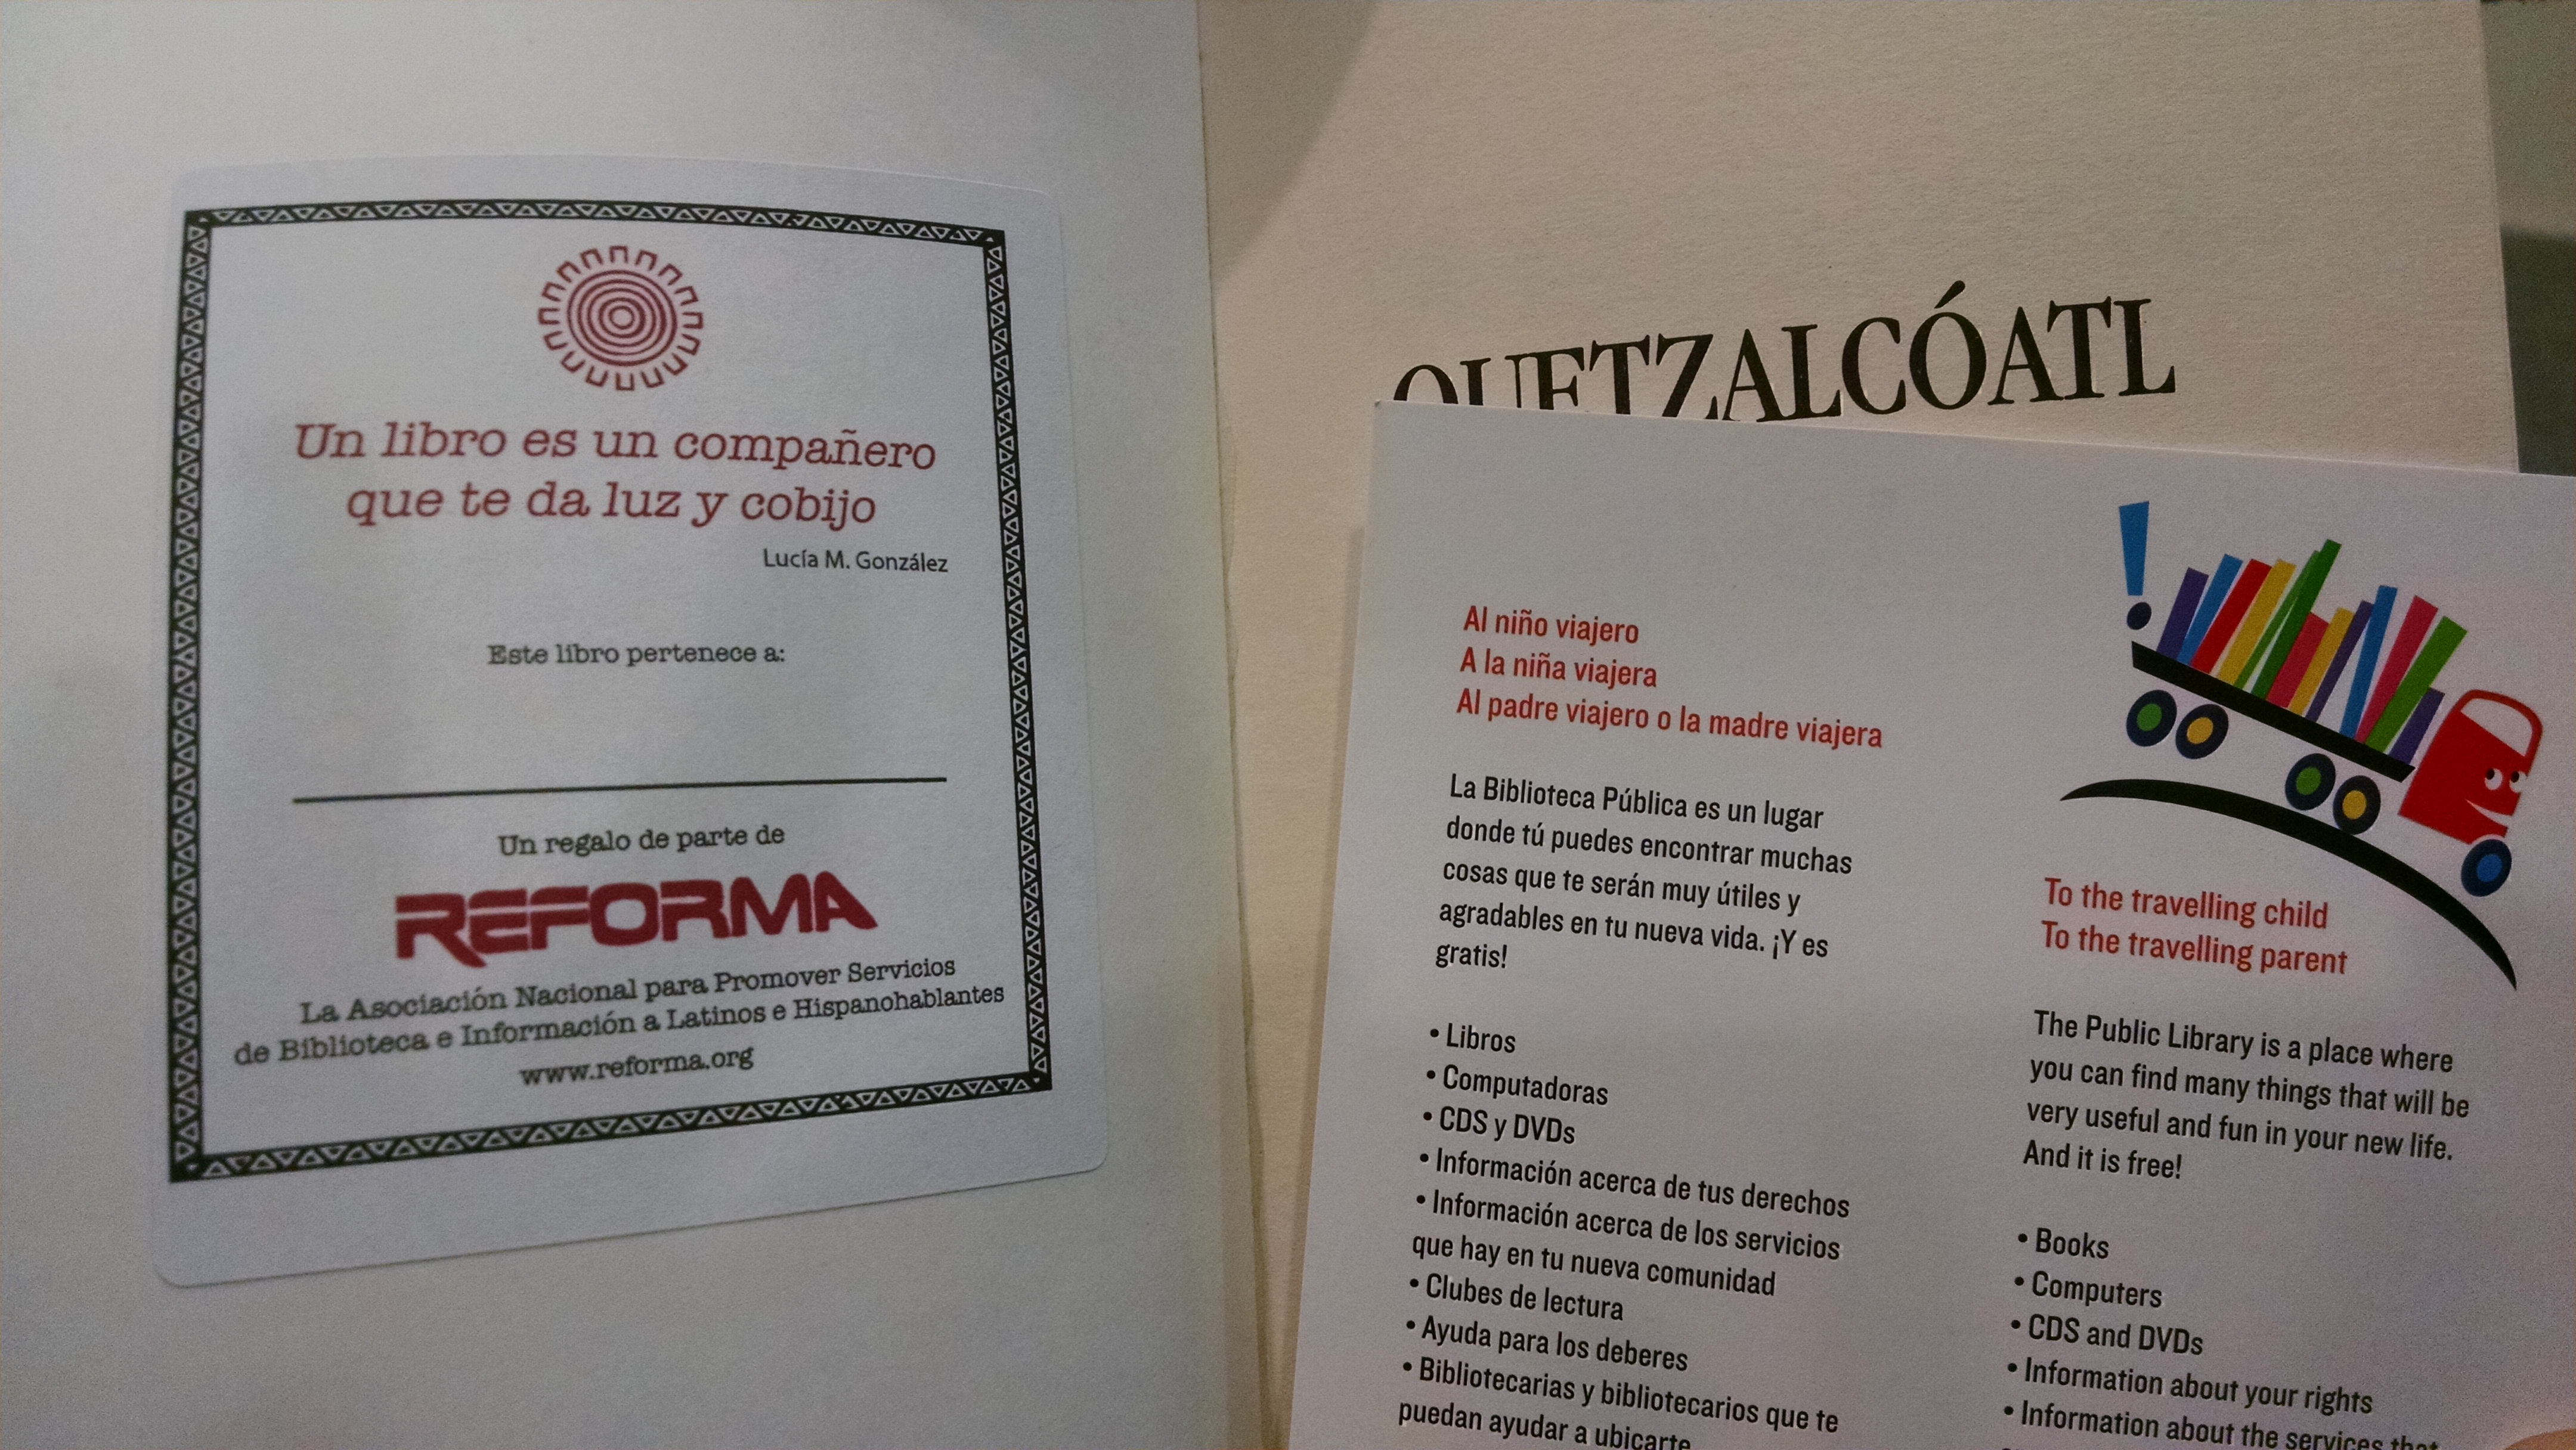 Un libro es un compañero
que te da luz y cobijo
Lucía M. González
Este libro pertenece a:
Un regalo de parte de
REFORMA
La Asociación Nacional para Promover Servicios
de Biblioteca e Información a Latinos e Hispanohablantes
www.reforma.org
QUETZALCÓATL
Al niño viajero
A la niña viajera
Al padre viajero o la madre viajera
La Biblioteca Pública es un lugar
donde tú puedes encontrar muchas
cosas que te serán muy útiles y
agradables en tu nueva vida. ¡Y es
gratis!
• Libros
• Computadoras
• CDS y DVDs
• Información acerca de tus derechos
• Información acerca de los servicios
que hay en tu nueva comunidad
• Clubes de lectura
• Ayuda para los deberes
• Bibliotecarias y bibliotecarios que te
puedan ayudar a ubicarte
To the travelling child
To the travelling parent
The Public Library is a place where
you can find many things that will be
very useful and fun in your new life.
And it is free!
• Books
• Computers
• CDS and DVDs
• Information about your rights
• Information about the services that